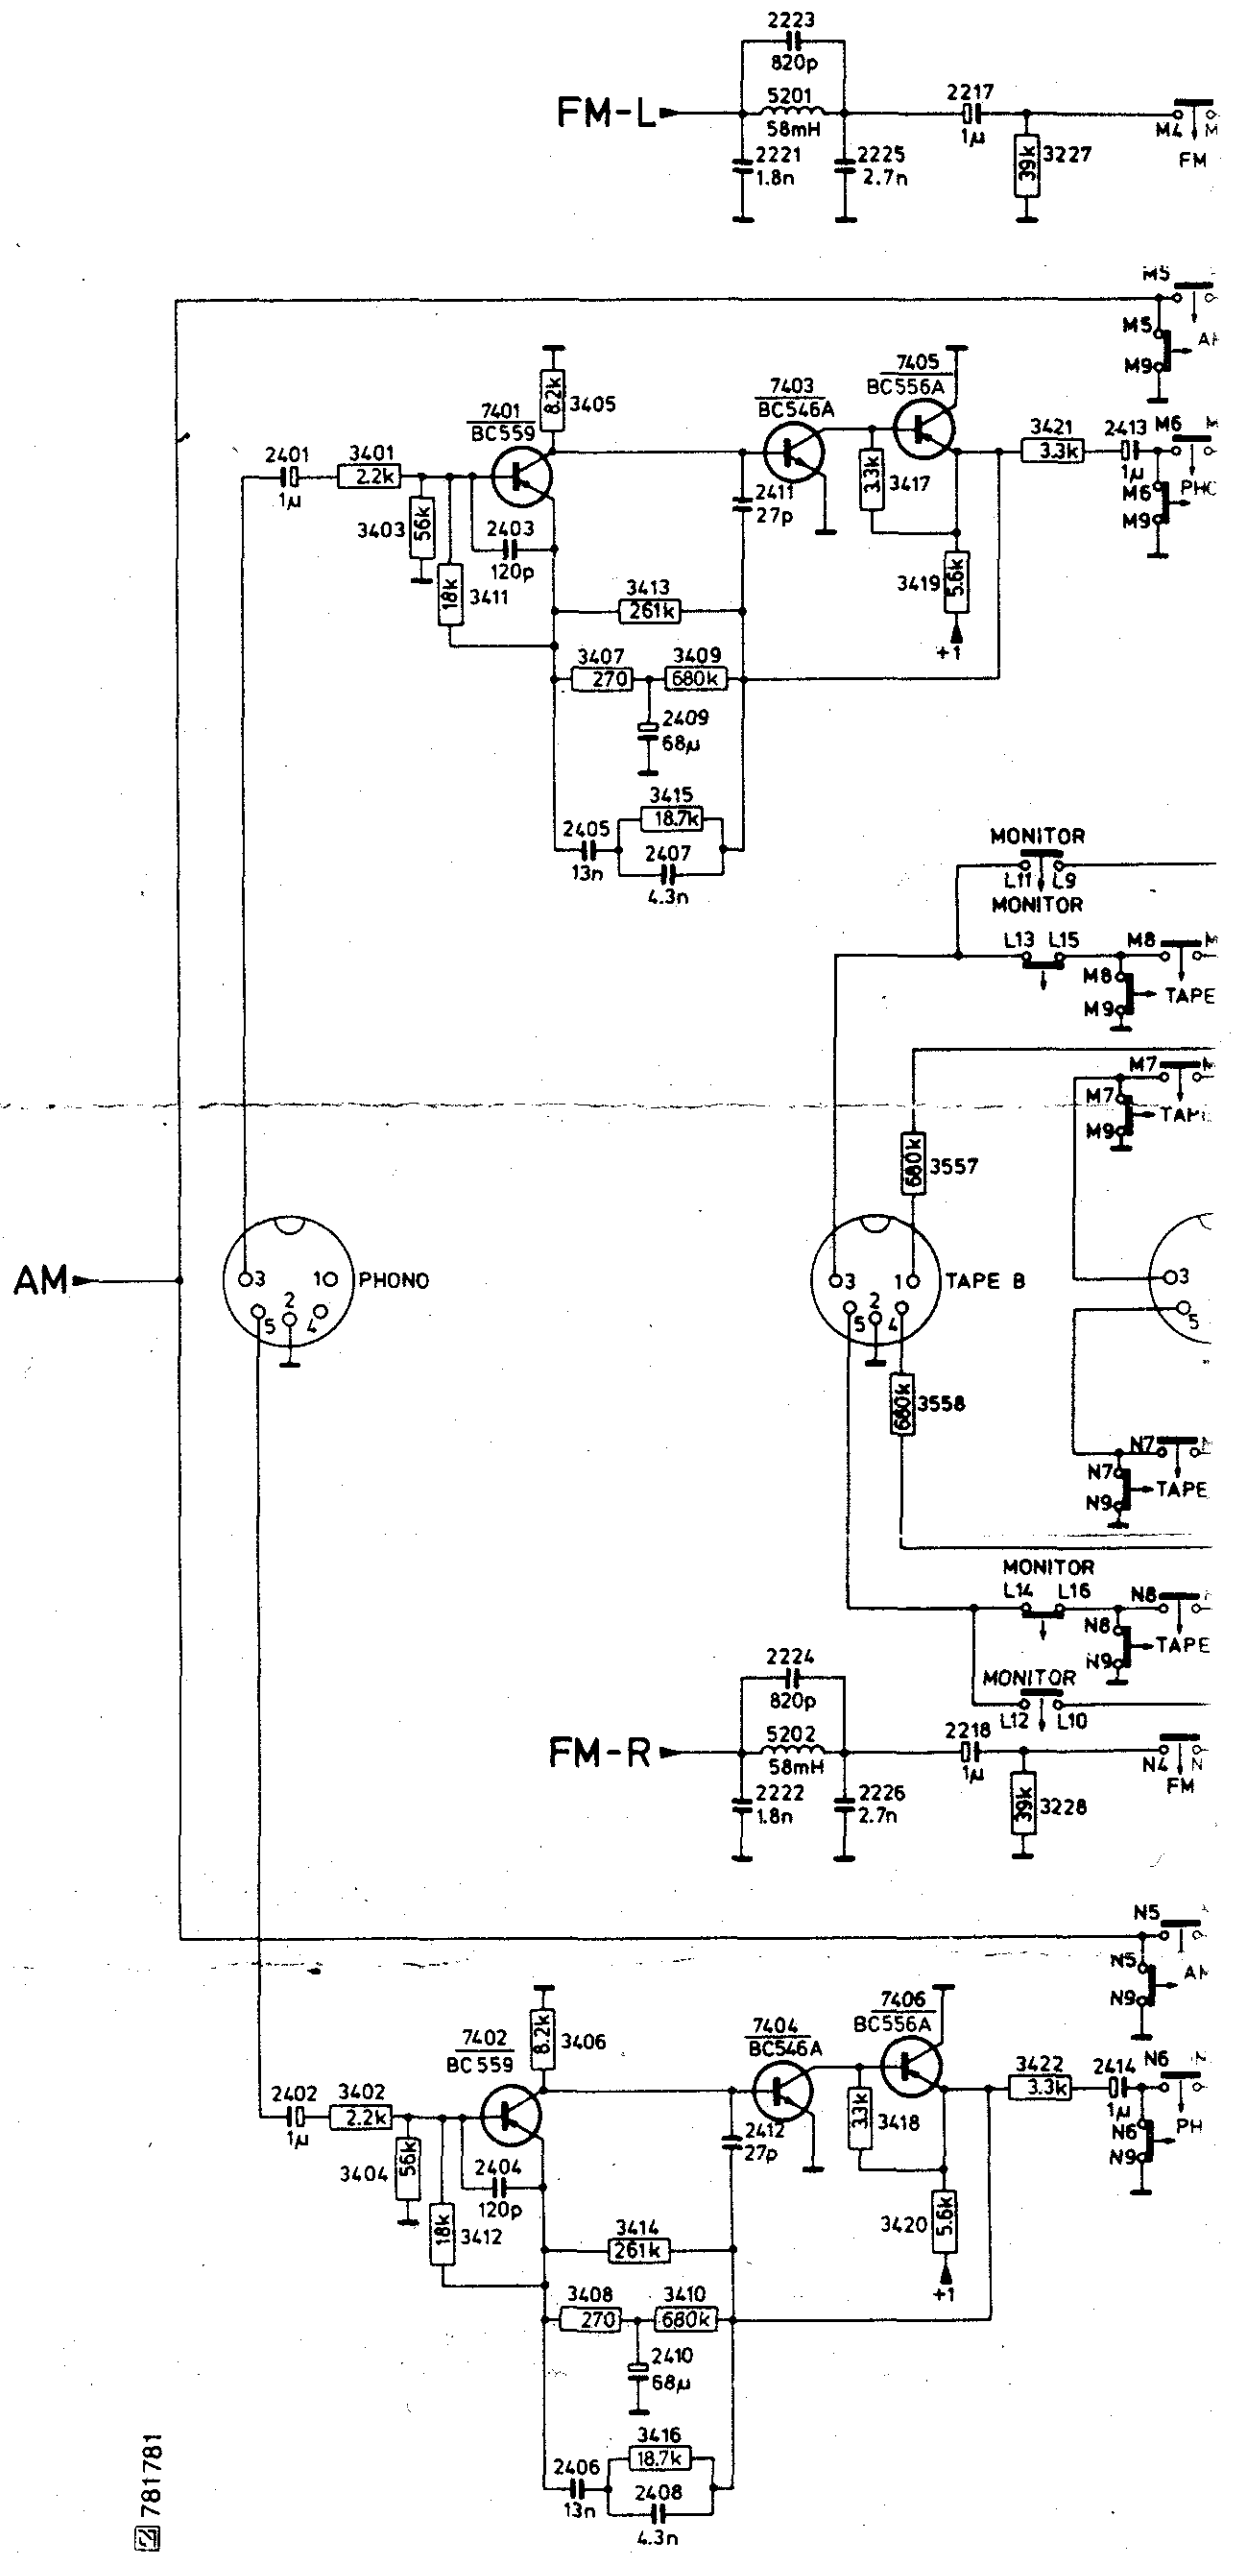 2223
820p
FM-L
5201
58mH
2217
1µ
2221
1.8n
2225
2.7n
39k
3227
M4
M
FM
M5
M5
M9
8.2k
3405
7401
BC559
7403
BC546A
7405
BC556A
2401
1µ
3401
2.2k
3421
3.3k
2413
1µ
M6
M6
M9
3403
56k
2403
120p
18k
3411
2411
27p
3.3k
3417
3419
5.6k
+1
3413
261k
3407
270
3409
680k
2409
68µ
3415
18.7k
2405
13n
2407
4.3n
MONITOR
L11
L9
MONITOR
L13
L15
M8
M8
M9
TAPE
M7
M7
M9
680k
3557
AM
3
1
PHONO
5
2
4
3
1
TAPE B
5
2
4
3
5
680k
3558
N7
N7
N9
TAPE
MONITOR
L14
L16
N8
N8
N9
TAPE
2224
820p
MONITOR
L12
L10
FM-R
5202
58mH
2218
1µ
N4
N
FM
2222
1.8n
2226
2.7n
39k
3228
N5
N5
N9
8.2k
3406
7402
BC559
7404
BC546A
7406
BC556A
2402
1µ
3402
2.2k
3422
3.3k
2414
1µ
N6
N6
N9
PH
3404
56k
2404
120p
18k
3412
2412
27p
3.3k
3418
3420
5.6k
+1
3414
261k
3408
270
3410
680k
2410
68µ
3416
18.7k
2406
13n
2408
4.3n
781781